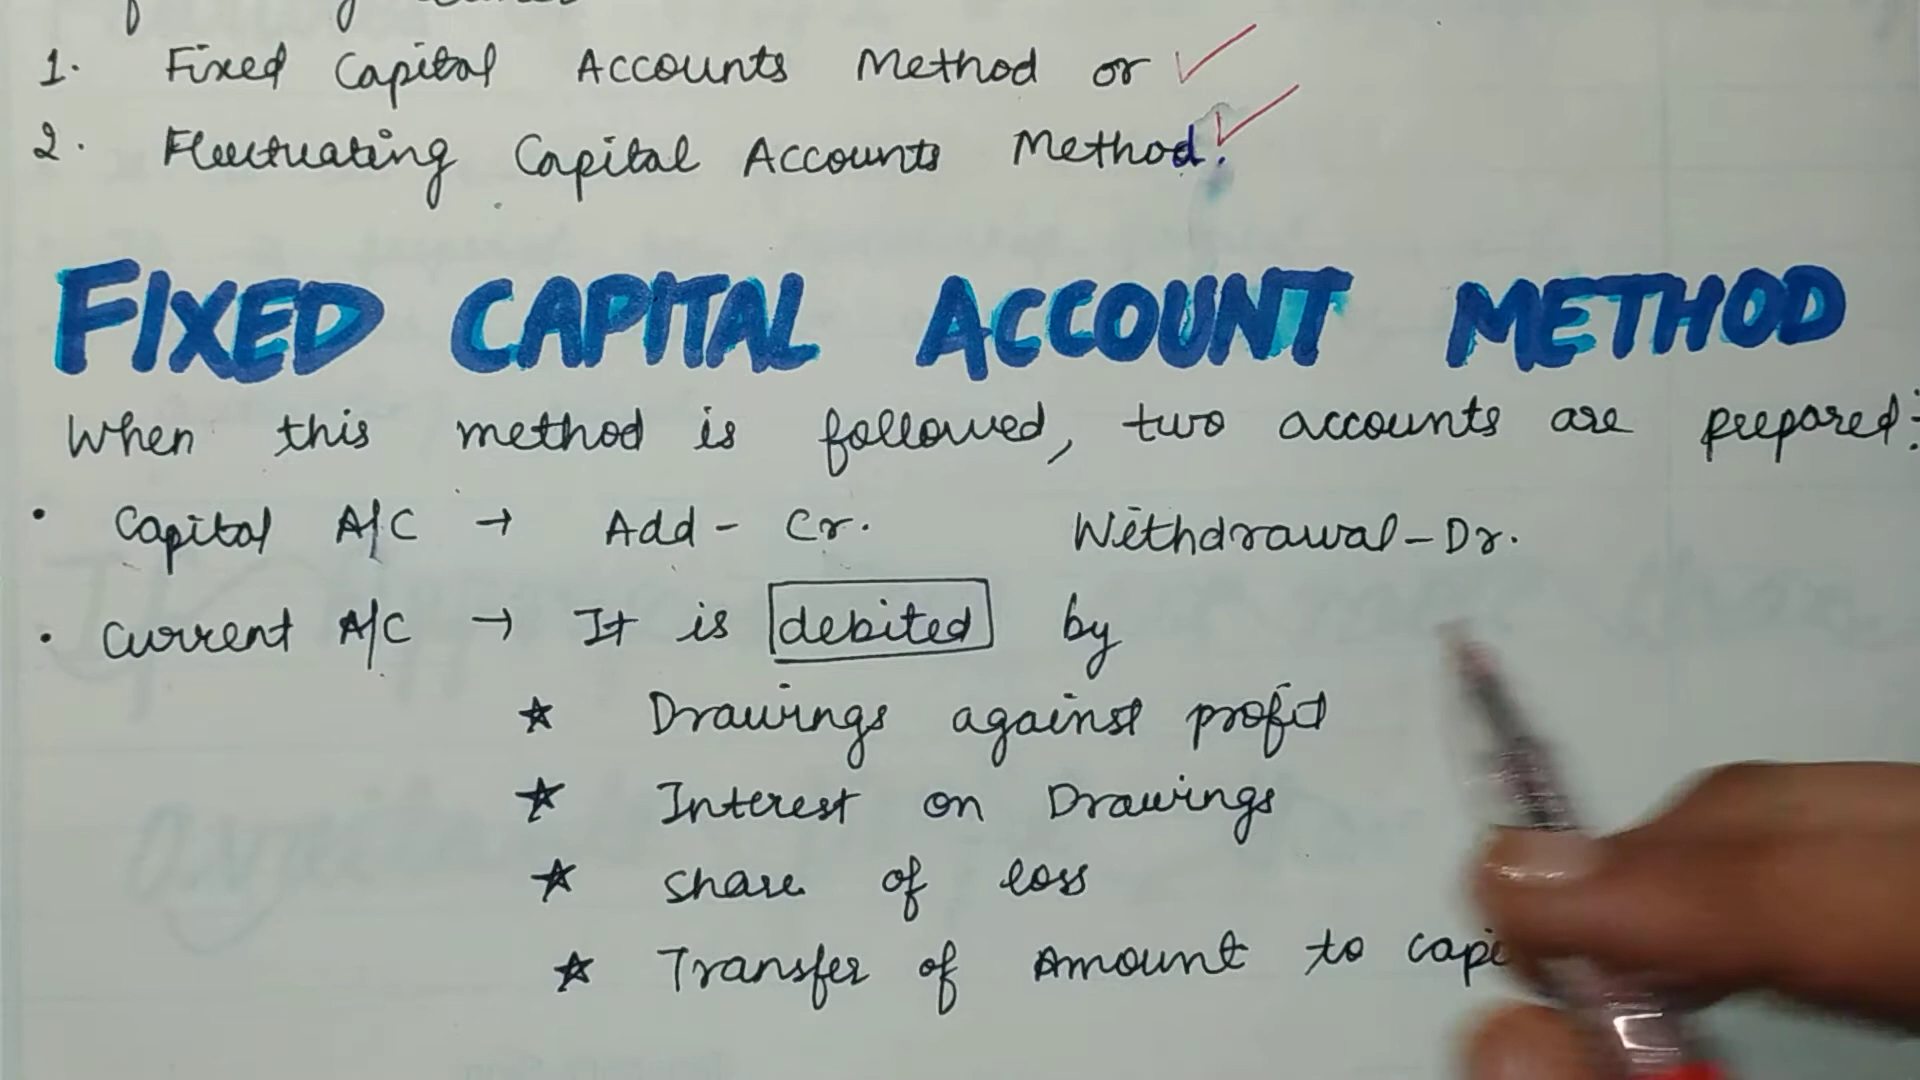 1. Fixed Capital Accounts Method or
2. Fluctuating Capital Accounts Method.
FIXED CAPITAL ACCOUNT METHOD
When this method is followed, two accounts are prepared:
• Capital A/C → Add - Cr. Withdrawal - Dr.
• Current A/C → It is debited by
★ Drawings against profit
★ Interest on Drawings
★ share of loss
★ Transfer of Amount to